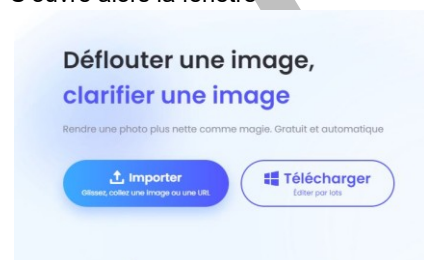 S'ouvre alors la fenêtre
Déflouter une image,
clarifier une image
Rendre une photo plus nette comme magie. Gratuit et automatique
Importer
Glissez, collez une image ou une URL
Télécharger
Éditer par lots